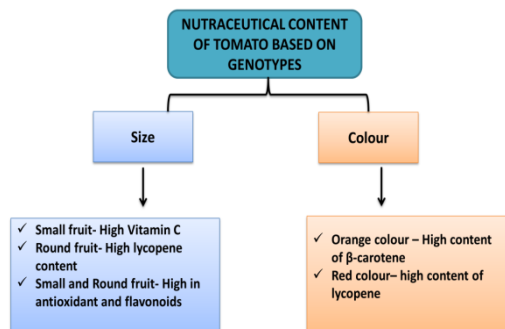 NUTRACEUTICAL CONTENT
OF TOMATO BASED ON
GENOTYPES
Size
Colour
✓ Small fruit- High Vitamin C
✓ Round fruit- High lycopene
content
✓ Small and Round fruit- High in
antioxidant and flavonoids
✓ Orange colour – High content
of β-carotene
✓ Red colour– high content of
lycopene